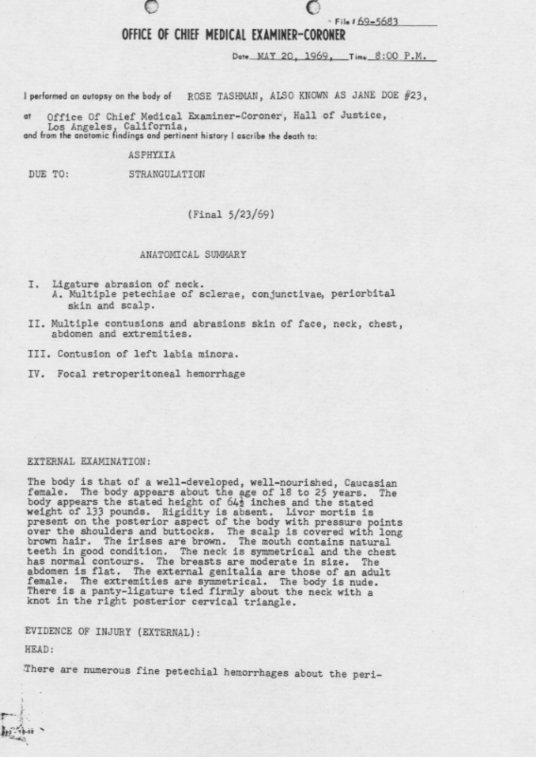 File # 69-5683
OFFICE OF CHIEF MEDICAL EXAMINER-CORONER
Date MAY 20, 1969, Time 8:00 P.M.
I performed an autopsy on the body of ROSE TASHMAN, ALSO KNOWN AS JANE DOE #23,
at Office Of Chief Medical Examiner-Coroner, Hall of Justice,
Los Angeles, California,
and from the anatomic findings and pertinent history I ascribe the death to:
ASPHYXIA
DUE TO: STRANGULATION
(Final 5/23/69)
ANATOMICAL SUMMARY
I. Ligature abrasion of neck.
A. Multiple petechiae of sclerae, conjunctivae, periorbital
skin and scalp.
II. Multiple contusions and abrasions skin of face, neck, chest,
abdomen and extremities.
III. Contusion of left labia minora.
IV. Focal retroperitoneal hemorrhage
EXTERNAL EXAMINATION:
The body is that of a well-developed, well-nourished, Caucasian
female. The body appears about the age of 18 to 25 years. The
body appears the stated height of 64½ inches and the stated
weight of 133 pounds. Rigidity is absent. Livor mortis is
present on the posterior aspect of the body with pressure points
over the shoulders and buttocks. The scalp is covered with long
brown hair. The irises are brown. The mouth contains natural
teeth in good condition. The neck is symmetrical and the chest
has normal contours. The breasts are moderate in size. The
abdomen is flat. The external genitalia are those of an adult
female. The extremities are symmetrical. The body is nude.
There is a panty-ligature tied firmly about the neck with a
knot in the right posterior cervical triangle.
EVIDENCE OF INJURY (EXTERNAL):
HEAD:
There are numerous fine petechial hemorrhages about the peri-